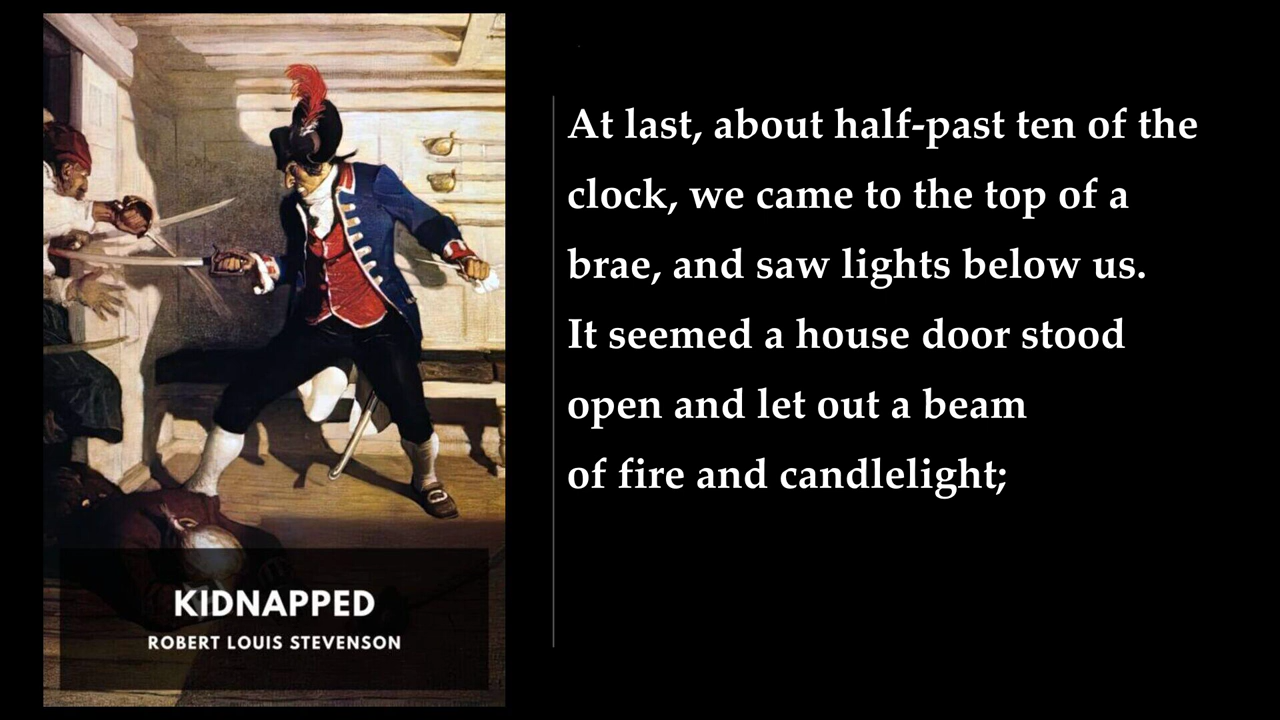 KIDNAPPED
ROBERT LOUIS STEVENSON
At last, about half-past ten of the
clock, we came to the top of a
brae, and saw lights below us.
It seemed a house door stood
open and let out a beam
of fire and candlelight;